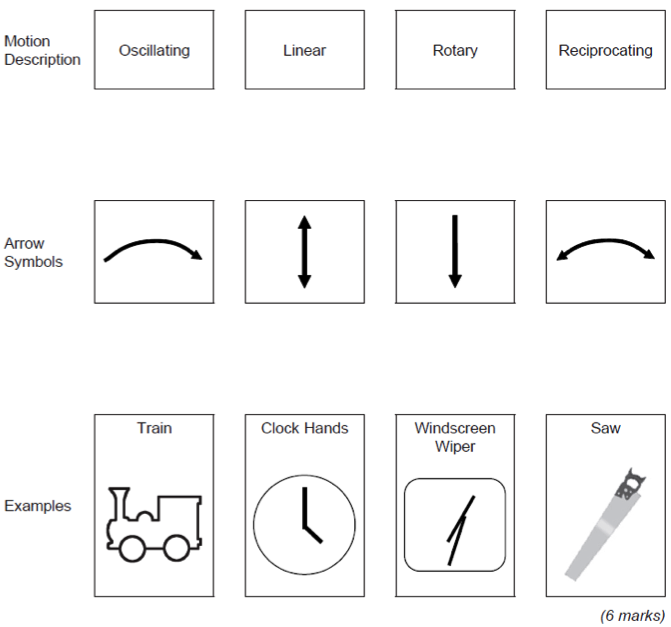 Motion
Description
Oscillating
Linear
Rotary
Reciprocating
Arrow
Symbols
Examples
Train
Clock Hands
Windscreen
Wiper
Saw
(6 marks)